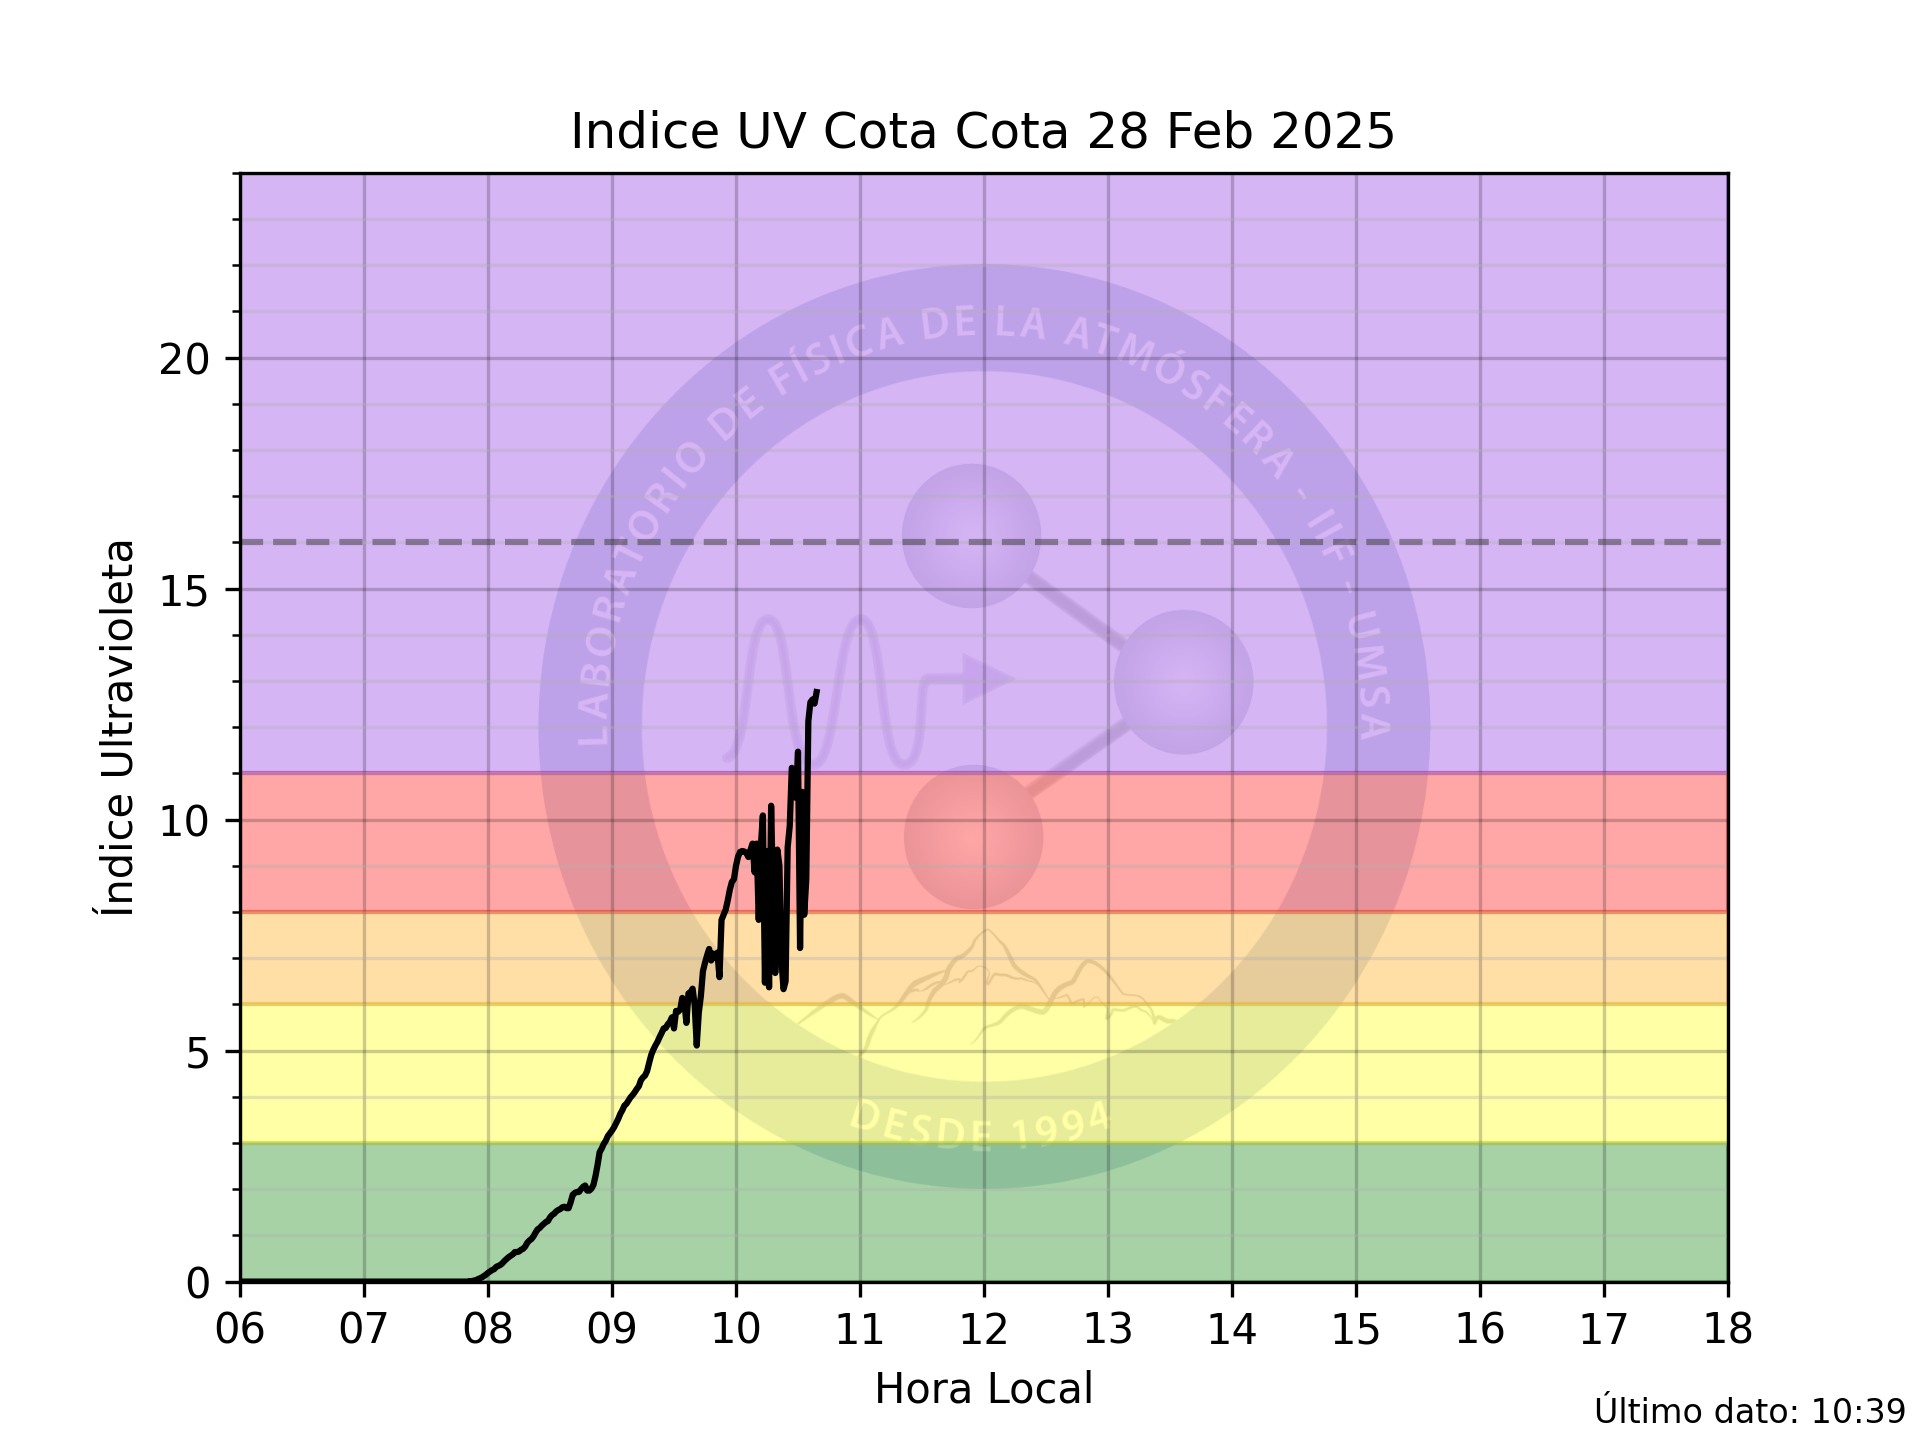 Indice UV Cota Cota 28 Feb 2025
LABORATORIO DE FÍSICA DE LA ATMÓSFERA - IIF - UMSA
DESDE 1994
Índice Ultravioleta
20
15
10
5
0
06 07 08 09 10 11 12 13 14 15 16 17 18
Hora Local
Último dato: 10:39